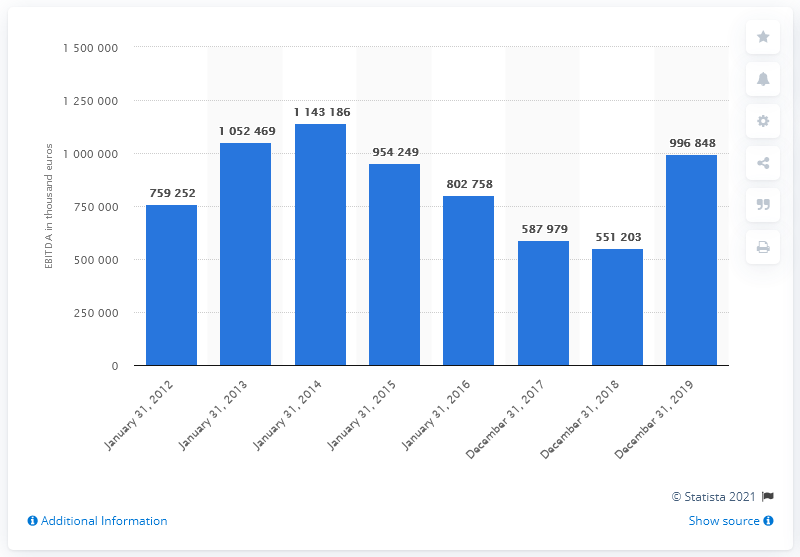 EBITDA in thousand euros
1 500 000
1 250 000
1 000 000
750 000
500 000
250 000
0
759 252
1 052 469
1 143 186
954 249
802 758
587 979
551 203
996 848
January 31, 2012
January 31, 2013
January 31, 2014
January 31, 2015
January 31, 2016
December 31, 2017
December 31, 2018
December 31, 2019
© Statista 2021
Additional Information
Show source